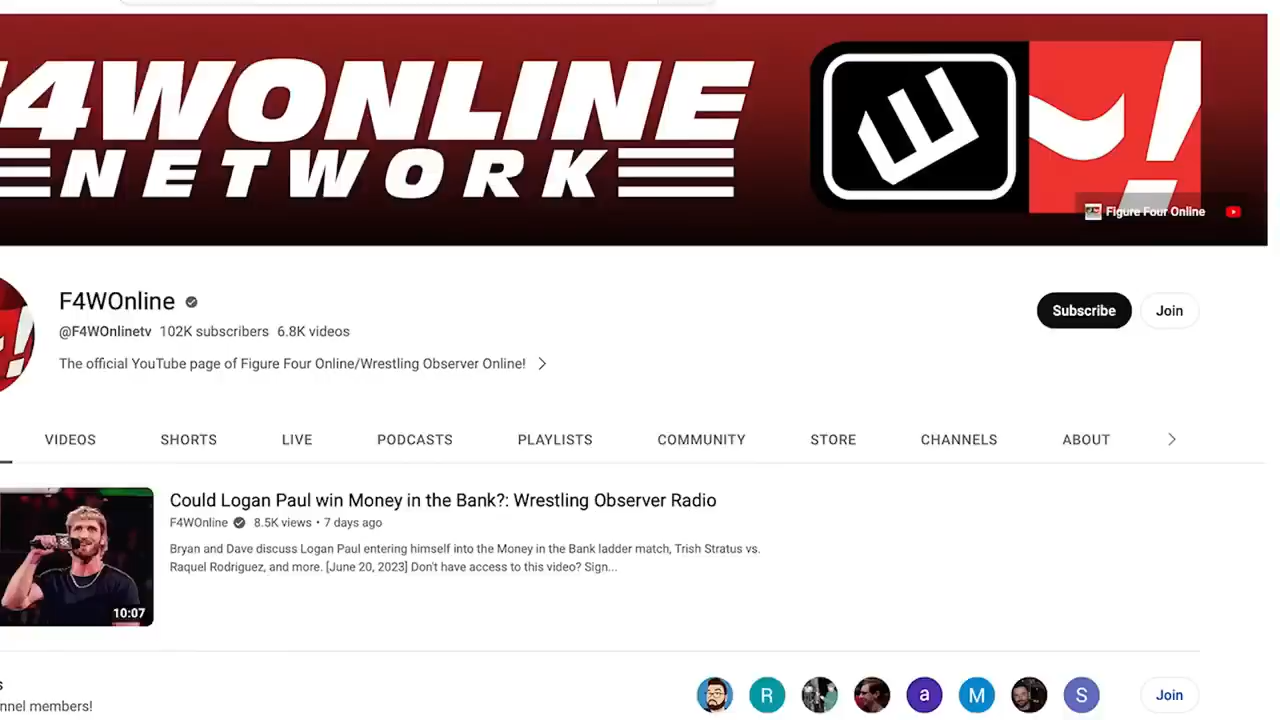 4WONLINE
NETWORK
Figure Four Online
F4WOnline
@F4WOnlinetv 102K subscribers 6.8K videos
The official YouTube page of Figure Four Online/Wrestling Observer Online!
Subscribe
Join
VIDEOS SHORTS LIVE PODCASTS PLAYLISTS COMMUNITY STORE CHANNELS ABOUT
Could Logan Paul win Money in the Bank?: Wrestling Observer Radio
F4WOnline 8.5K views • 7 days ago
Bryan and Dave discuss Logan Paul entering himself into the Money in the Bank ladder match, Trish Stratus vs.
Raquel Rodriguez, and more. [June 20, 2023] Don't have access to this video? Sign...
10:07
R
a
M
S
Join
members!